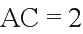 AC = 2